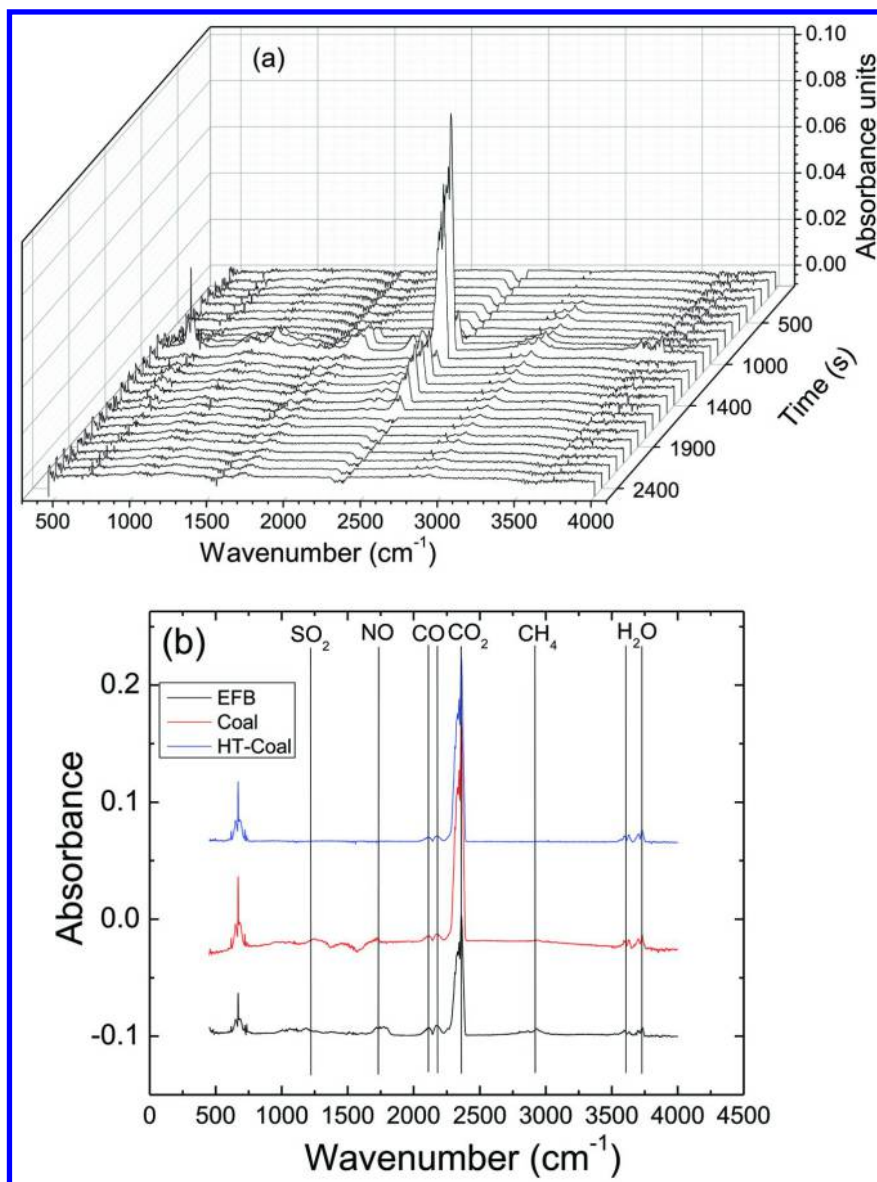 (a)
0.10
0.08
0.06
0.04
0.02
0.00
Absorbance units
500
1000
1400
1900
2400
Time (s)
500 1000 1500 2000 2500 3000 3500 4000
Wavenumber (cm⁻¹)
(b)
SO₂ NO CO CO₂ CH₄ H₂O
EFB
Coal
HT-Coal
0.2
0.1
0.0
-0.1
Absorbance
0 500 1000 1500 2000 2500 3000 3500 4000 4500
Wavenumber (cm⁻¹)